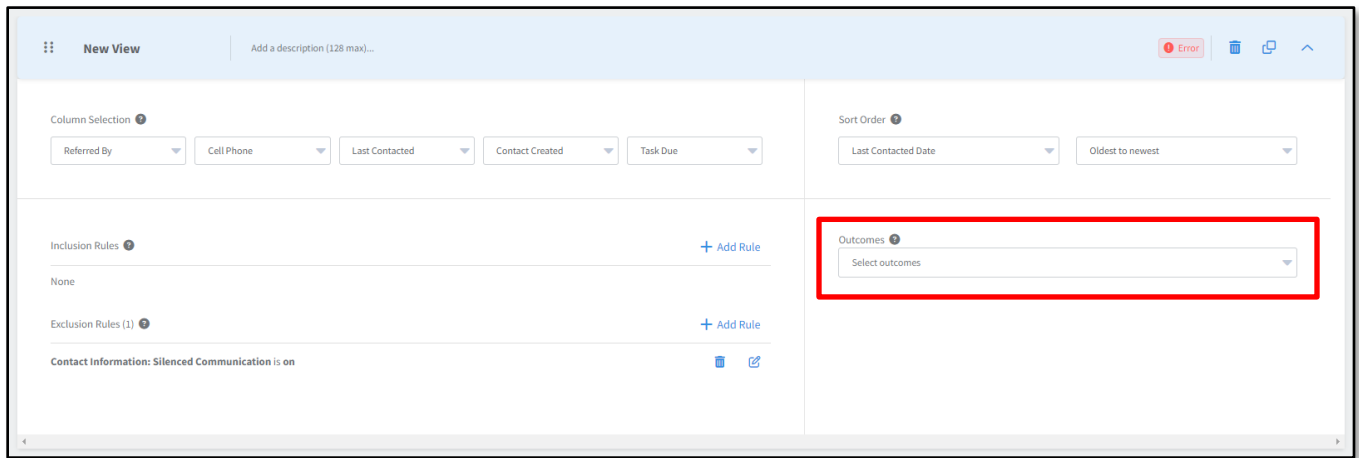 New View
Add a description (128 max)...
Error
Column Selection
Referred By
Cell Phone
Last Contacted
Contact Created
Task Due
Sort Order
Last Contacted Date
Oldest to newest
Inclusion Rules
+ Add Rule
None
Exclusion Rules (1)
+ Add Rule
Contact Information: Silenced Communication is on
Outcomes
Select outcomes